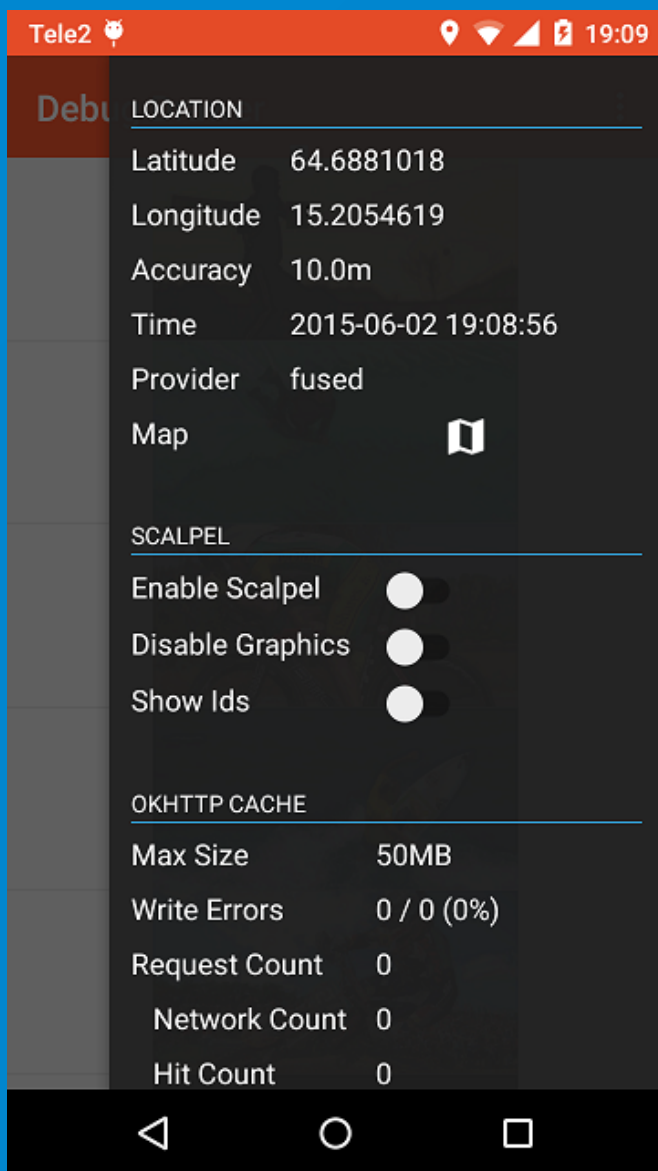 Tele2 19:09
Debu
LOCATION
Latitude 64.6881018
Longitude 15.2054619
Accuracy 10.0m
Time 2015-06-02 19:08:56
Provider fused
Map
SCALPEL
Enable Scalpel
Disable Graphics
Show Ids
OKHTTP CACHE
Max Size 50MB
Write Errors 0 / 0 (0%)
Request Count 0
Network Count 0
Hit Count 0